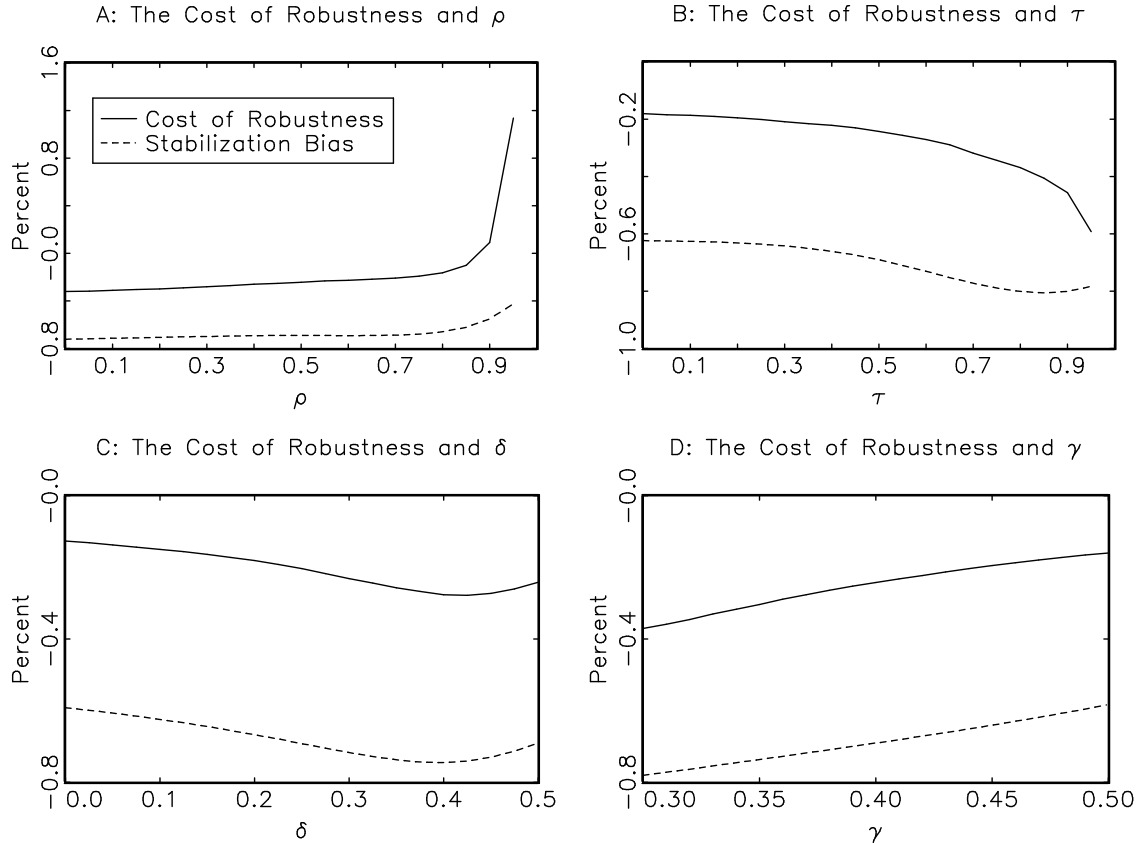 A: The Cost of Robustness and ρ
1.6
0.8
-0.0
-0.8
Percent
Cost of Robustness
Stabilization Bias
0.1 0.3 0.5 0.7 0.9
ρ
B: The Cost of Robustness and τ
-0.2
-0.6
-1.0
Percent
0.1 0.3 0.5 0.7 0.9
τ
C: The Cost of Robustness and δ
-0.0
-0.4
-0.8
Percent
0.0 0.1 0.2 0.3 0.4 0.5
δ
D: The Cost of Robustness and γ
-0.0
-0.4
-0.8
Percent
0.30 0.35 0.40 0.45 0.50
γ